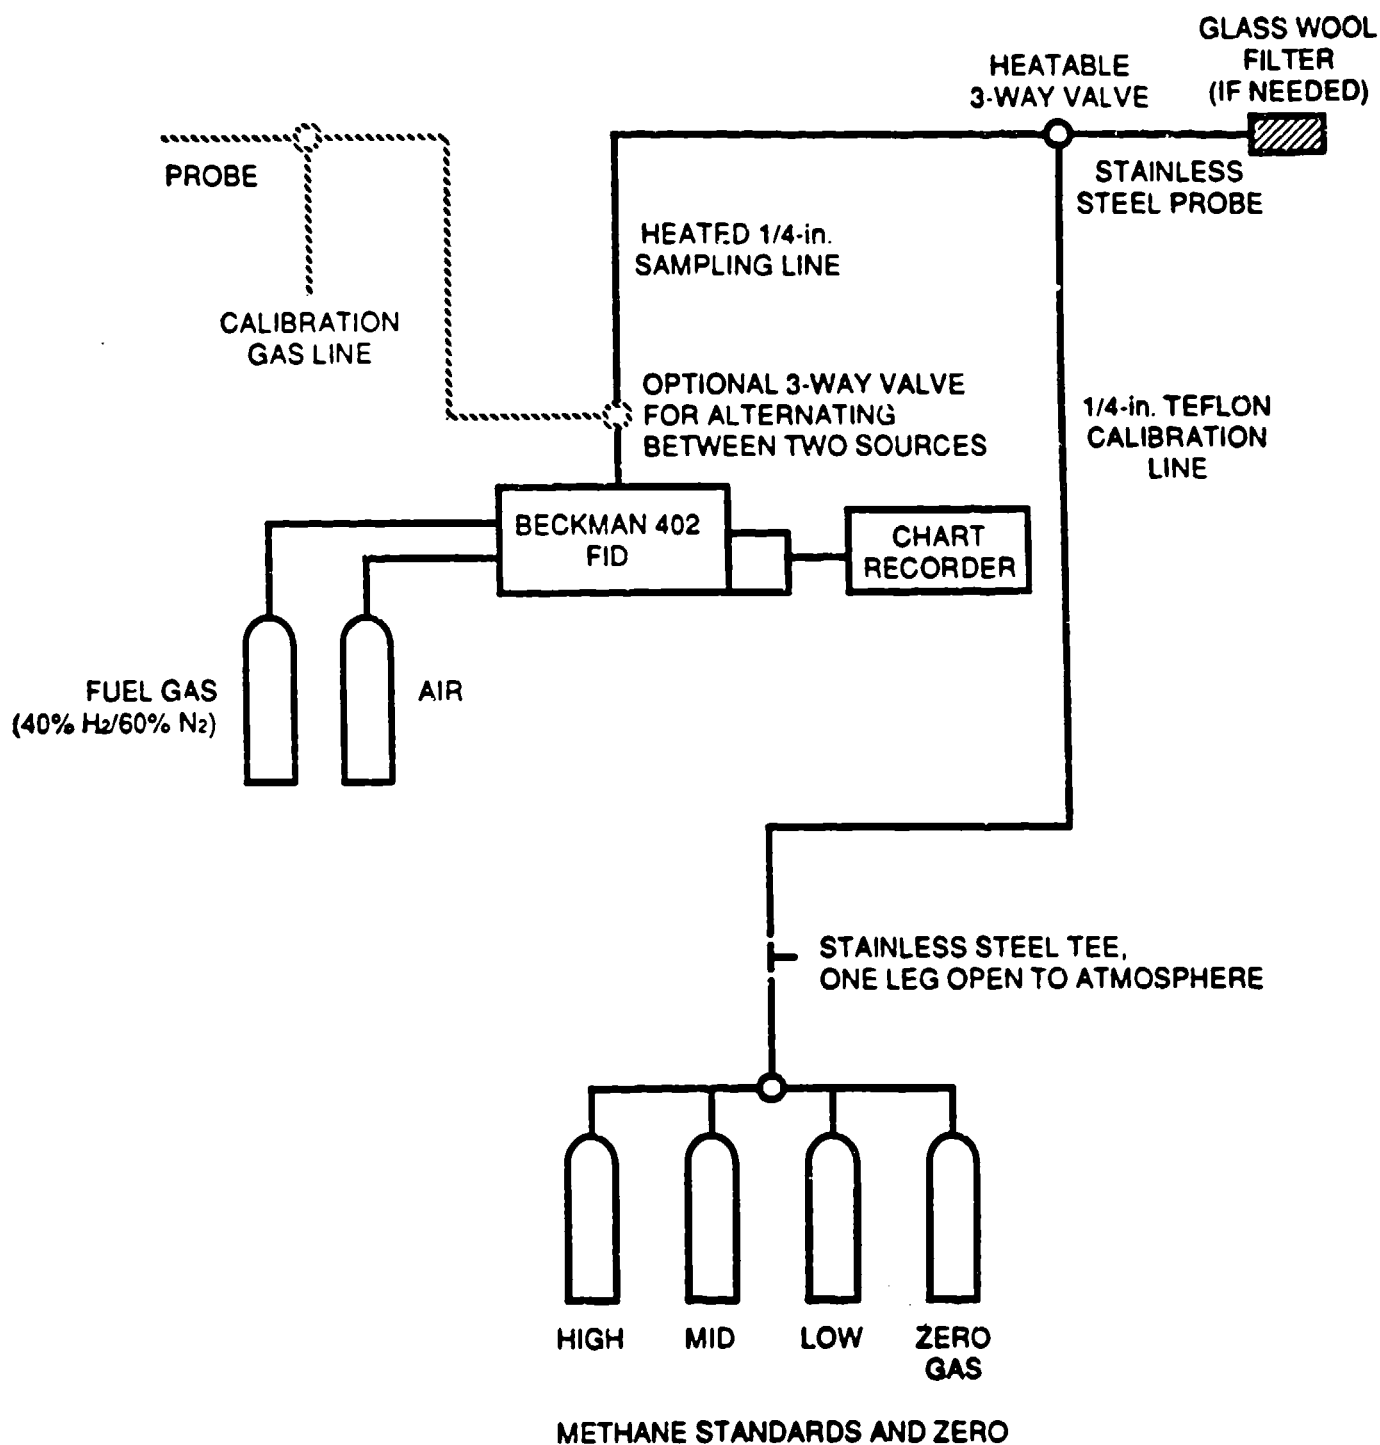 GLASS WOOL
FILTER
(IF NEEDED)
HEATABLE
3-WAY VALVE
PROBE
STAINLESS
STEEL PROBE
HEATED 1/4-in.
SAMPLING LINE
CALIBRATION
GAS LINE
OPTIONAL 3-WAY VALVE
FOR ALTERNATING
BETWEEN TWO SOURCES
1/4-in. TEFLON
CALIBRATION
LINE
BECKMAN 402
FID
CHART
RECORDER
FUEL GAS
(40% H2/60% N2)
AIR
STAINLESS STEEL TEE,
ONE LEG OPEN TO ATMOSPHERE
HIGH
MID
LOW
ZERO
GAS
METHANE STANDARDS AND ZERO